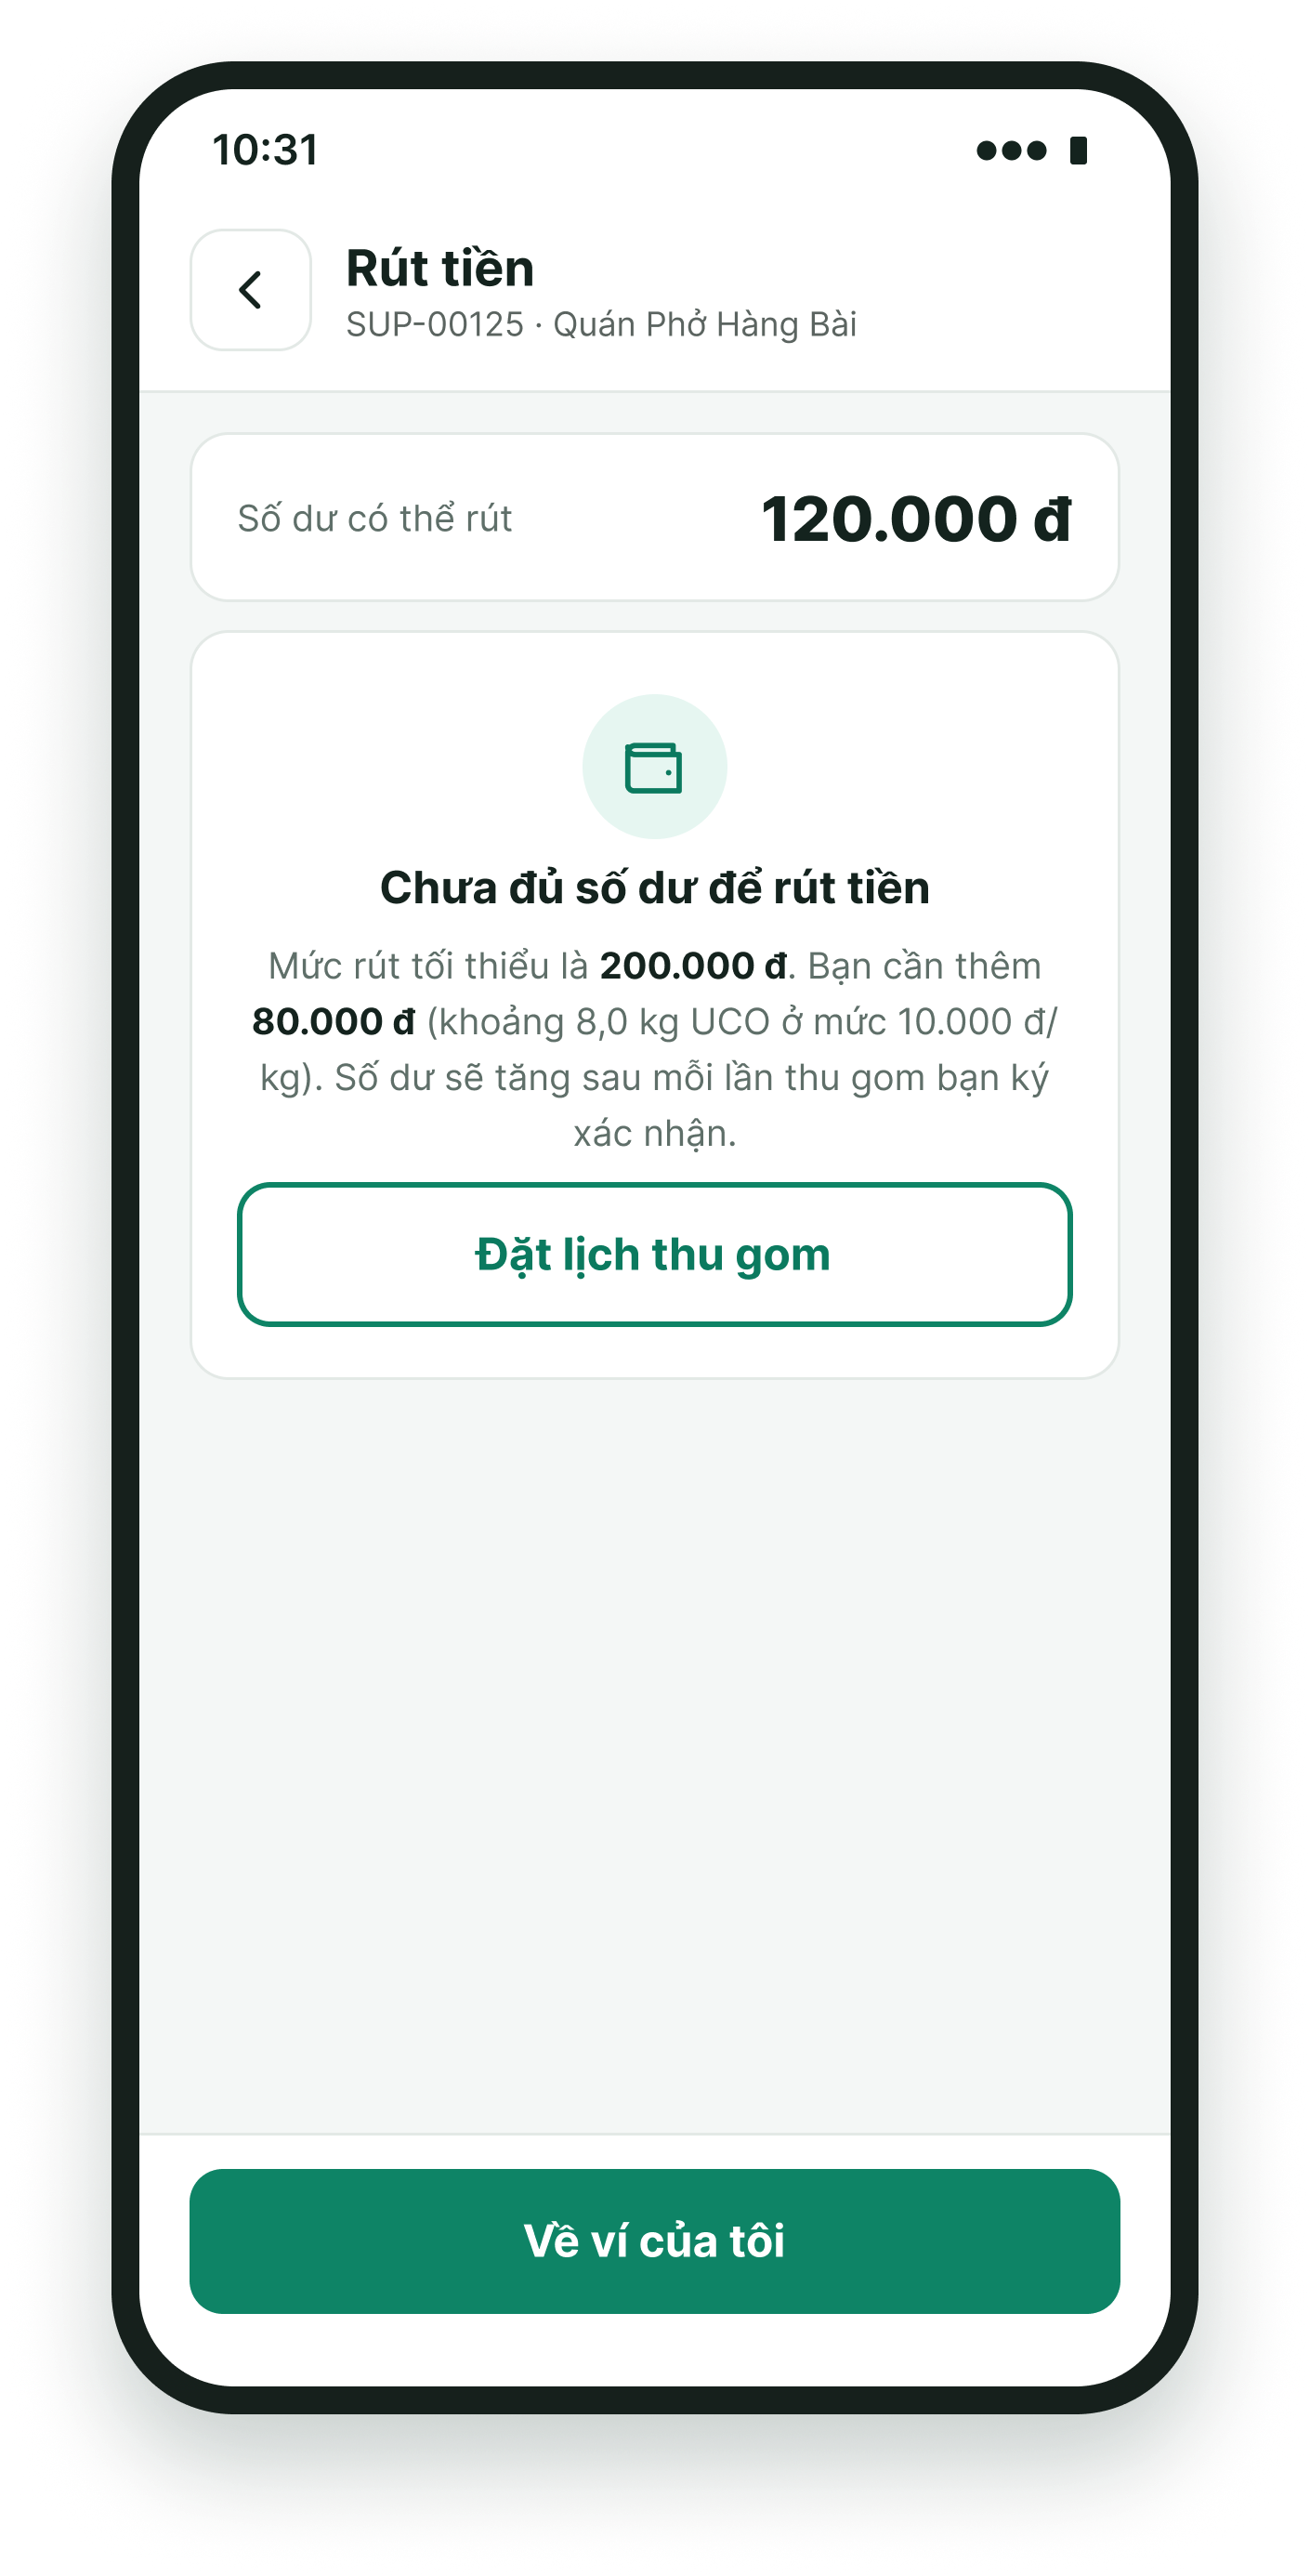 10:31
Rút tiền
SUP-00125 · Quán Phở Hàng Bài
Số dư có thể rút
120.000 đ
Chưa đủ số dư để rút tiền
Mức rút tối thiểu là 200.000 đ. Bạn cần thêm
80.000 đ (khoảng 8,0 kg UCO ở mức 10.000 đ/
kg). Số dư sẽ tăng sau mỗi lần thu gom bạn ký
xác nhận.
Đặt lịch thu gom
Về ví của tôi